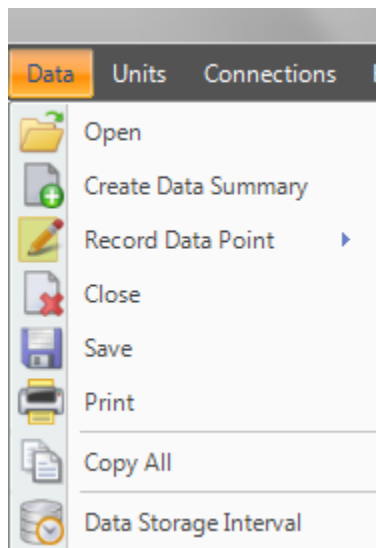 Data Units Connections
Open
Create Data Summary
Record Data Point
Close
Save
Print
Copy All
Data Storage Interval